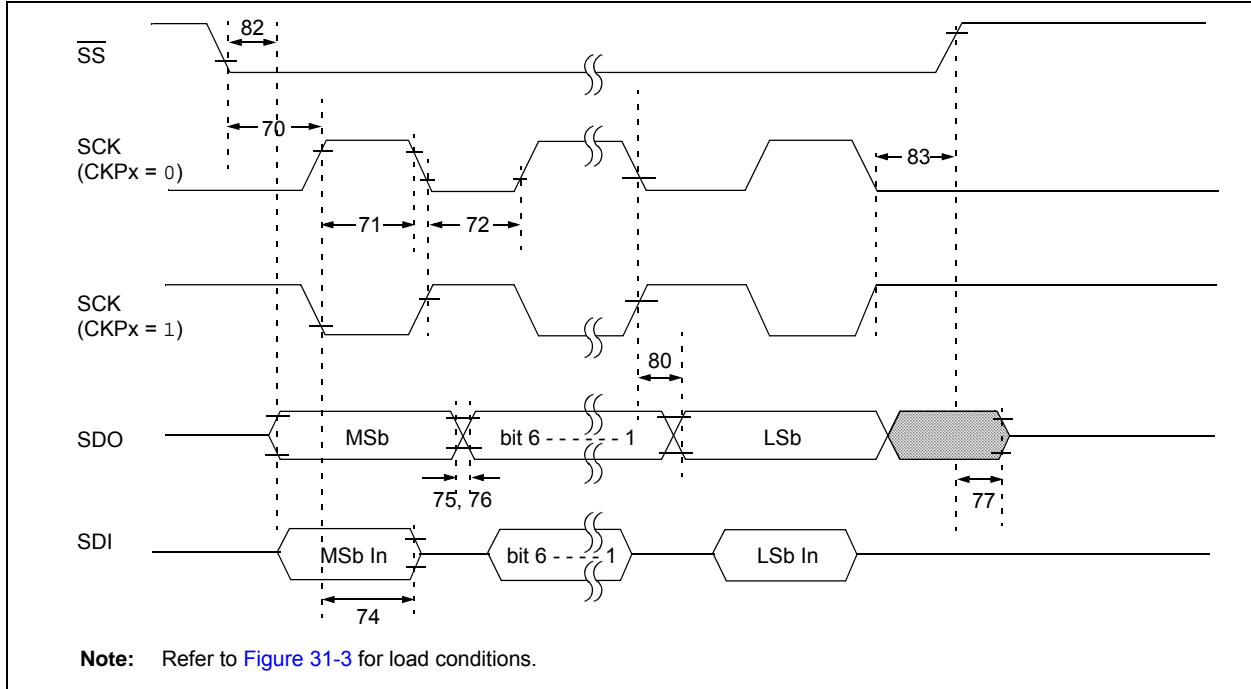 82
SS
70
SCK
(CKPx = 0)
83
71
72
SCK
(CKPx = 1)
80
SDO
MSb
bit 6 - - - - - - 1
LSb
75, 76
77
SDI
MSb In
bit 6 - - - - 1
LSb In
74
Note: Refer to Figure 31-3 for load conditions.